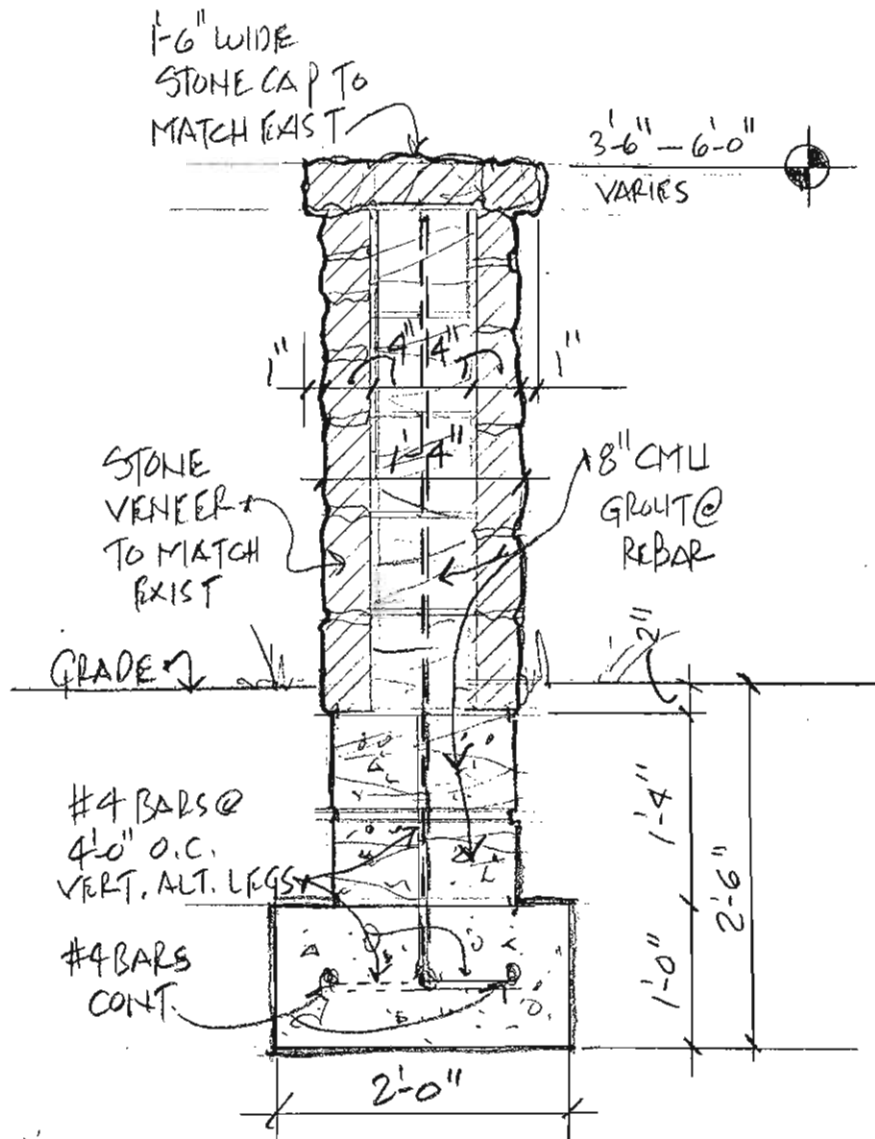 1'-6" WIDE
STONE CAP TO
MATCH EXIST
3'-6" — 6'-0"
VARIES
1"
4"
4"
1"
1'-4"
STONE
VENEER
TO MATCH
EXIST
8" CMU
GROUT @
REBAR
GRADE
2"
#4 BARS @
4'-0" O.C.
VERT. ALT. LEGS
1'-4"
2'-6"
#4 BARS
CONT.
1'-0"
2'-0"